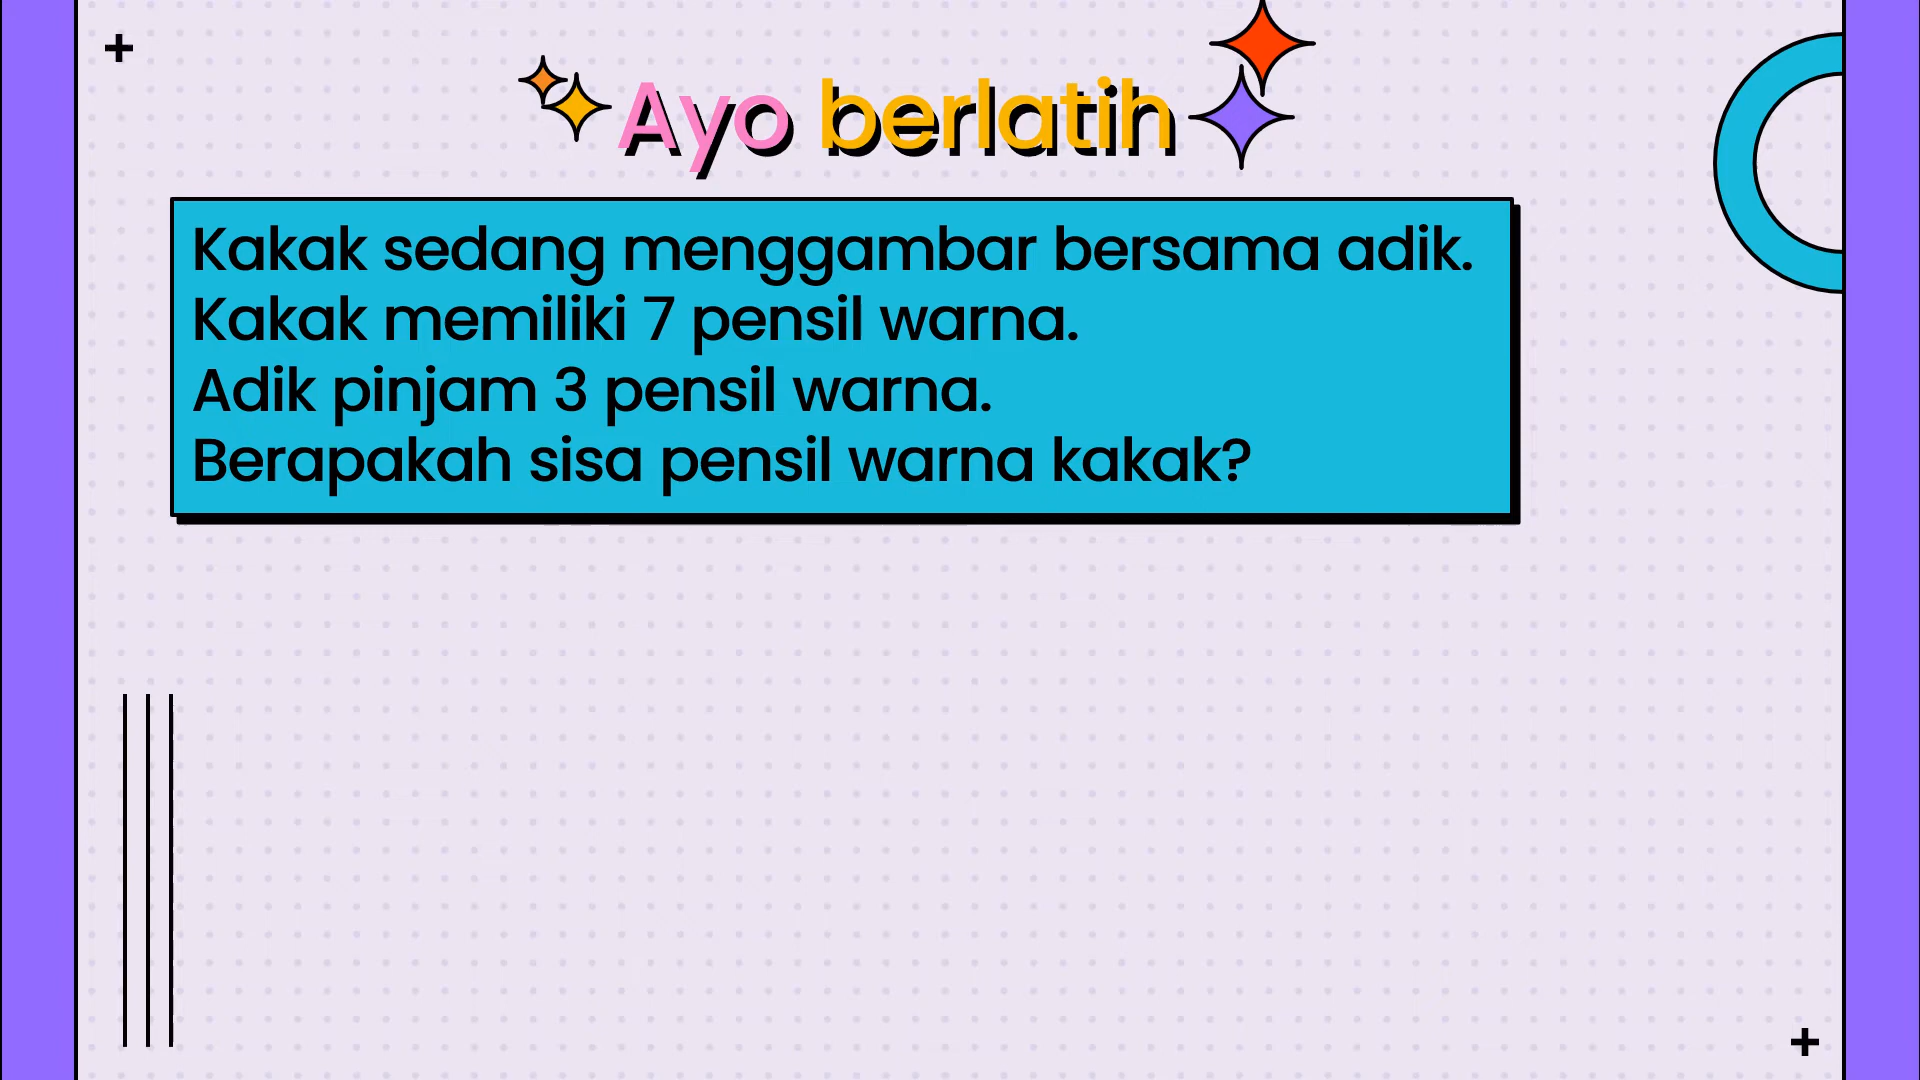 Ayo berlatih
Kakak sedang menggambar bersama adik.
Kakak memiliki 7 pensil warna.
Adik pinjam 3 pensil warna.
Berapakah sisa pensil warna kakak?